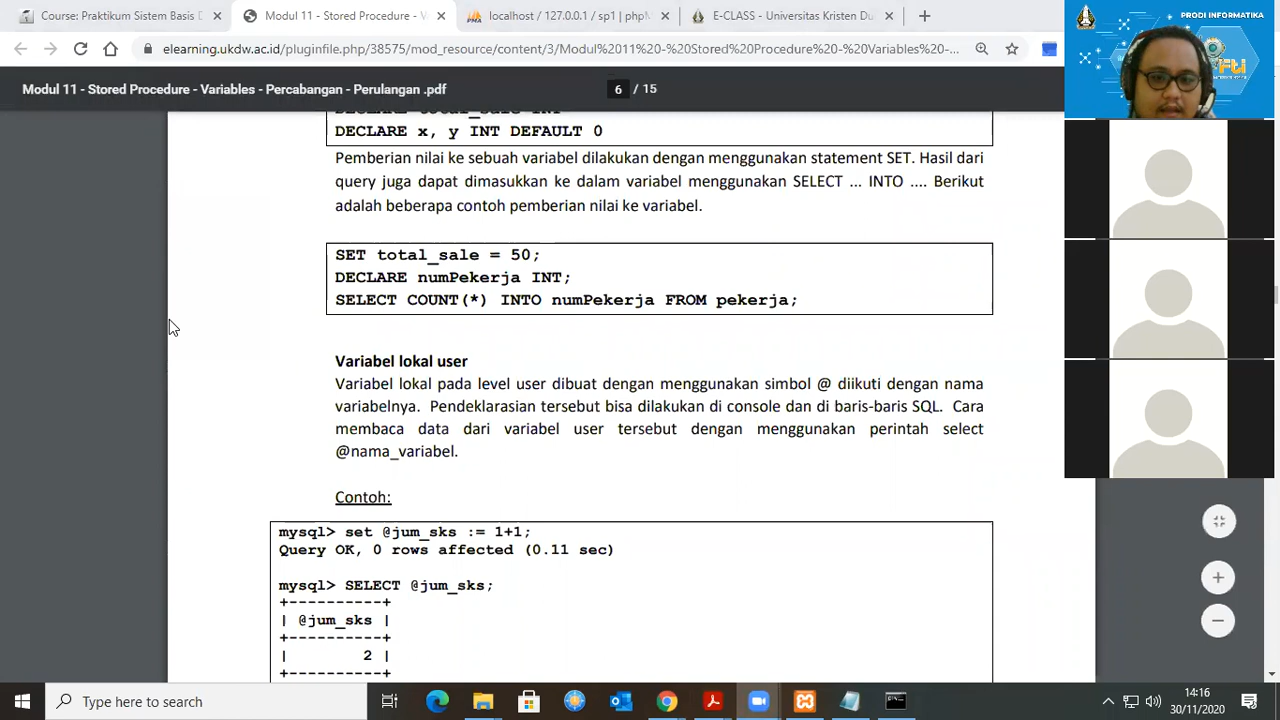 Course: Praktikum Sistem Basis D
Modul 11 - Stored Procedure - V
localhost / 127.0.0.1 / sp1 | phpM
E-CLASS - Universitas Kristen Du
PRODI INFORMATIKA
elearning.ukdw.ac.id/pluginfile.php/38575/mod_resource/content/3/Modul%2011%20-%20Stored%20Procedure%20-%20Variables%20-...
Modul 11 - Stored Procedure - Variables - Percabangan - Perulangan .pdf
6 / 15
DECLARE total_sale INT
DECLARE x, y INT DEFAULT 0
Pemberian nilai ke sebuah variabel dilakukan dengan menggunakan statement SET. Hasil dari
query juga dapat dimasukkan ke dalam variabel menggunakan SELECT ... INTO .... Berikut
adalah beberapa contoh pemberian nilai ke variabel.
SET total_sale = 50;
DECLARE numPekerja INT;
SELECT COUNT(*) INTO numPekerja FROM pekerja;
Variabel lokal user
Variabel lokal pada level user dibuat dengan menggunakan simbol @ diikuti dengan nama
variabelnya. Pendeklarasian tersebut bisa dilakukan di console dan di baris-baris SQL. Cara
membaca data dari variabel user tersebut dengan menggunakan perintah select
@nama_variabel.
Contoh:
mysql> set @jum_sks := 1+1;
Query OK, 0 rows affected (0.11 sec)
mysql> SELECT @jum_sks;
+----------+
| @jum_sks |
+----------+
| 2 |
+----------+
Type here to search
14:16
30/11/2020